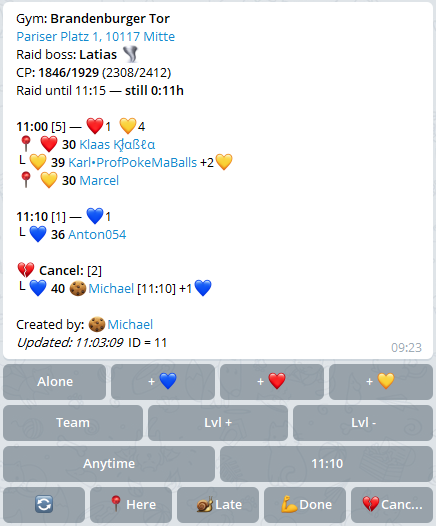 Gym: Brandenburger Tor
Pariser Platz 1, 10117 Mitte
Raid boss: Latias 🌪
CP: 1846/1929 (2308/2412)
Raid until 11:15 — still 0:11h
11:00 [5] — ❤️1 💛4
📍 ❤️ 30 Klaas
└ 💛 39 Karl•ProfPokeMaBalls +2💛
📍 💛 30 Marcel
11:10 [1] — 💙1
└ 💙 36 Anton054
💔 Cancel: [2]
└ 💙 40 🍪Michael [11:10] +1💙
Created by: 🍪Michael
Updated: 11:03:09 ID = 11
09:23
Alone + 💙 + ❤️ + 💛
Team Lvl + Lvl -
Anytime 11:10
🔄 📍Here 🐌Late 💪Done 💔Canc...